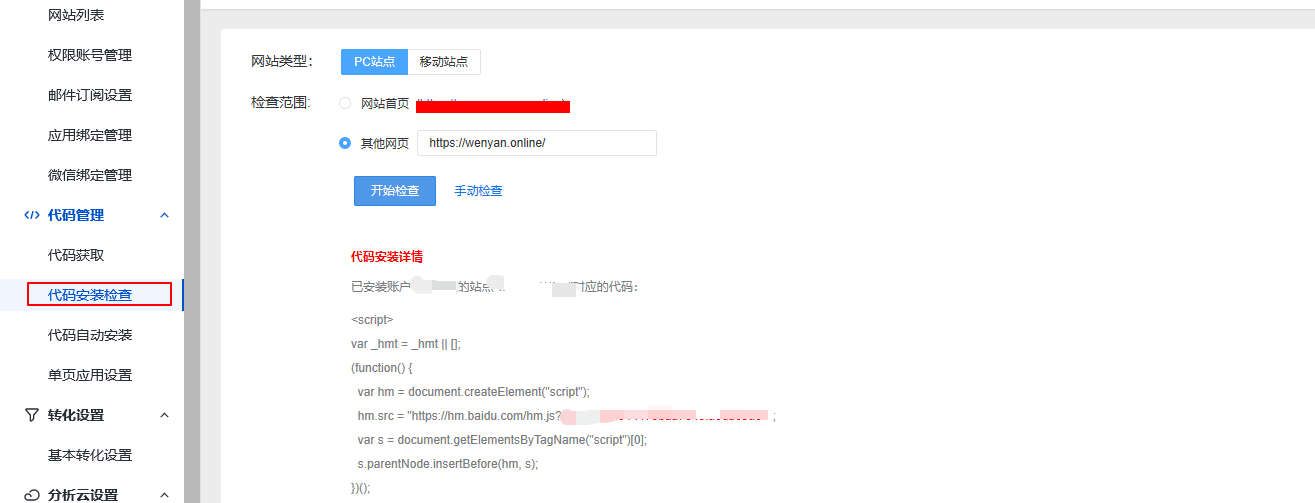 网站列表
权限账号管理
邮件订阅设置
应用绑定管理
微信绑定管理
</> 代码管理
代码获取
代码安装检查
代码自动安装
单页应用设置
转化设置
基本转化设置
分析云设置
网站类型：
PC站点 移动站点
检查范围:
网站首页
其他网页 https://wenyan.online/
开始检查 手动检查
代码安装详情
已安装账户 的站点 应的代码：
<script>
var _hmt = _hmt || [];
(function() {
var hm = document.createElement("script");
hm.src = "https://hm.baidu.com/hm.js? ;
var s = document.getElementsByTagName("script")[0];
s.parentNode.insertBefore(hm, s);
})();